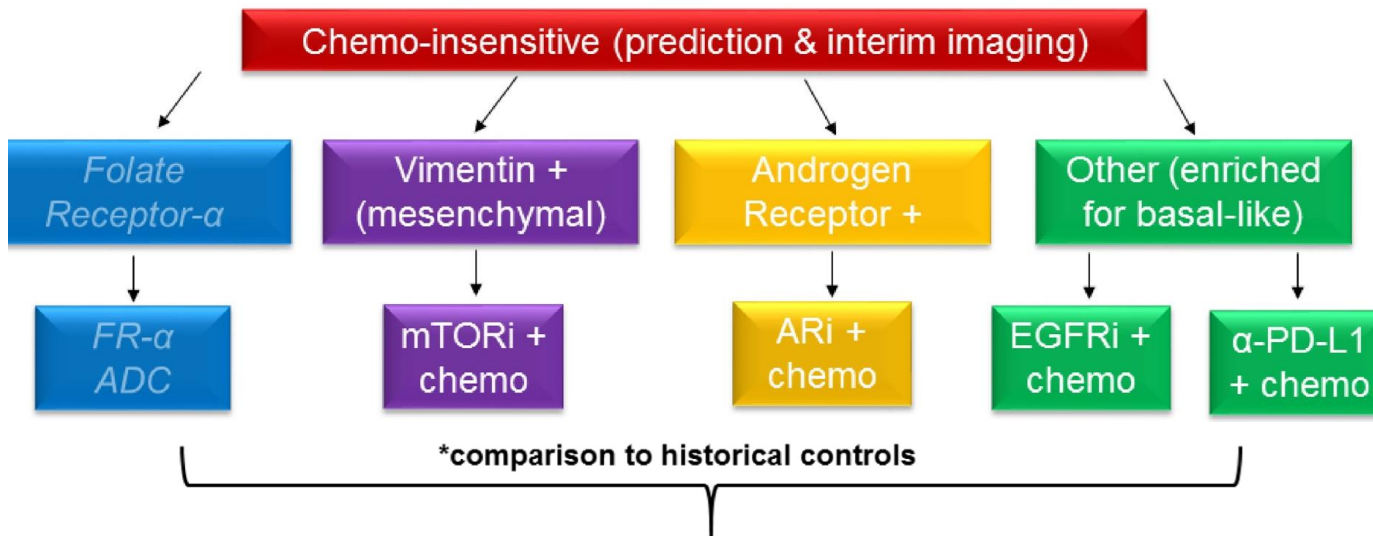 Chemo-insensitive (prediction & interim imaging)
Folate
Receptor-α
Vimentin +
(mesenchymal)
Androgen
Receptor +
Other (enriched
for basal-like)
FR-α
ADC
mTORi +
chemo
ARi +
chemo
EGFRi +
chemo
α-PD-L1
+ chemo
*comparison to historical controls